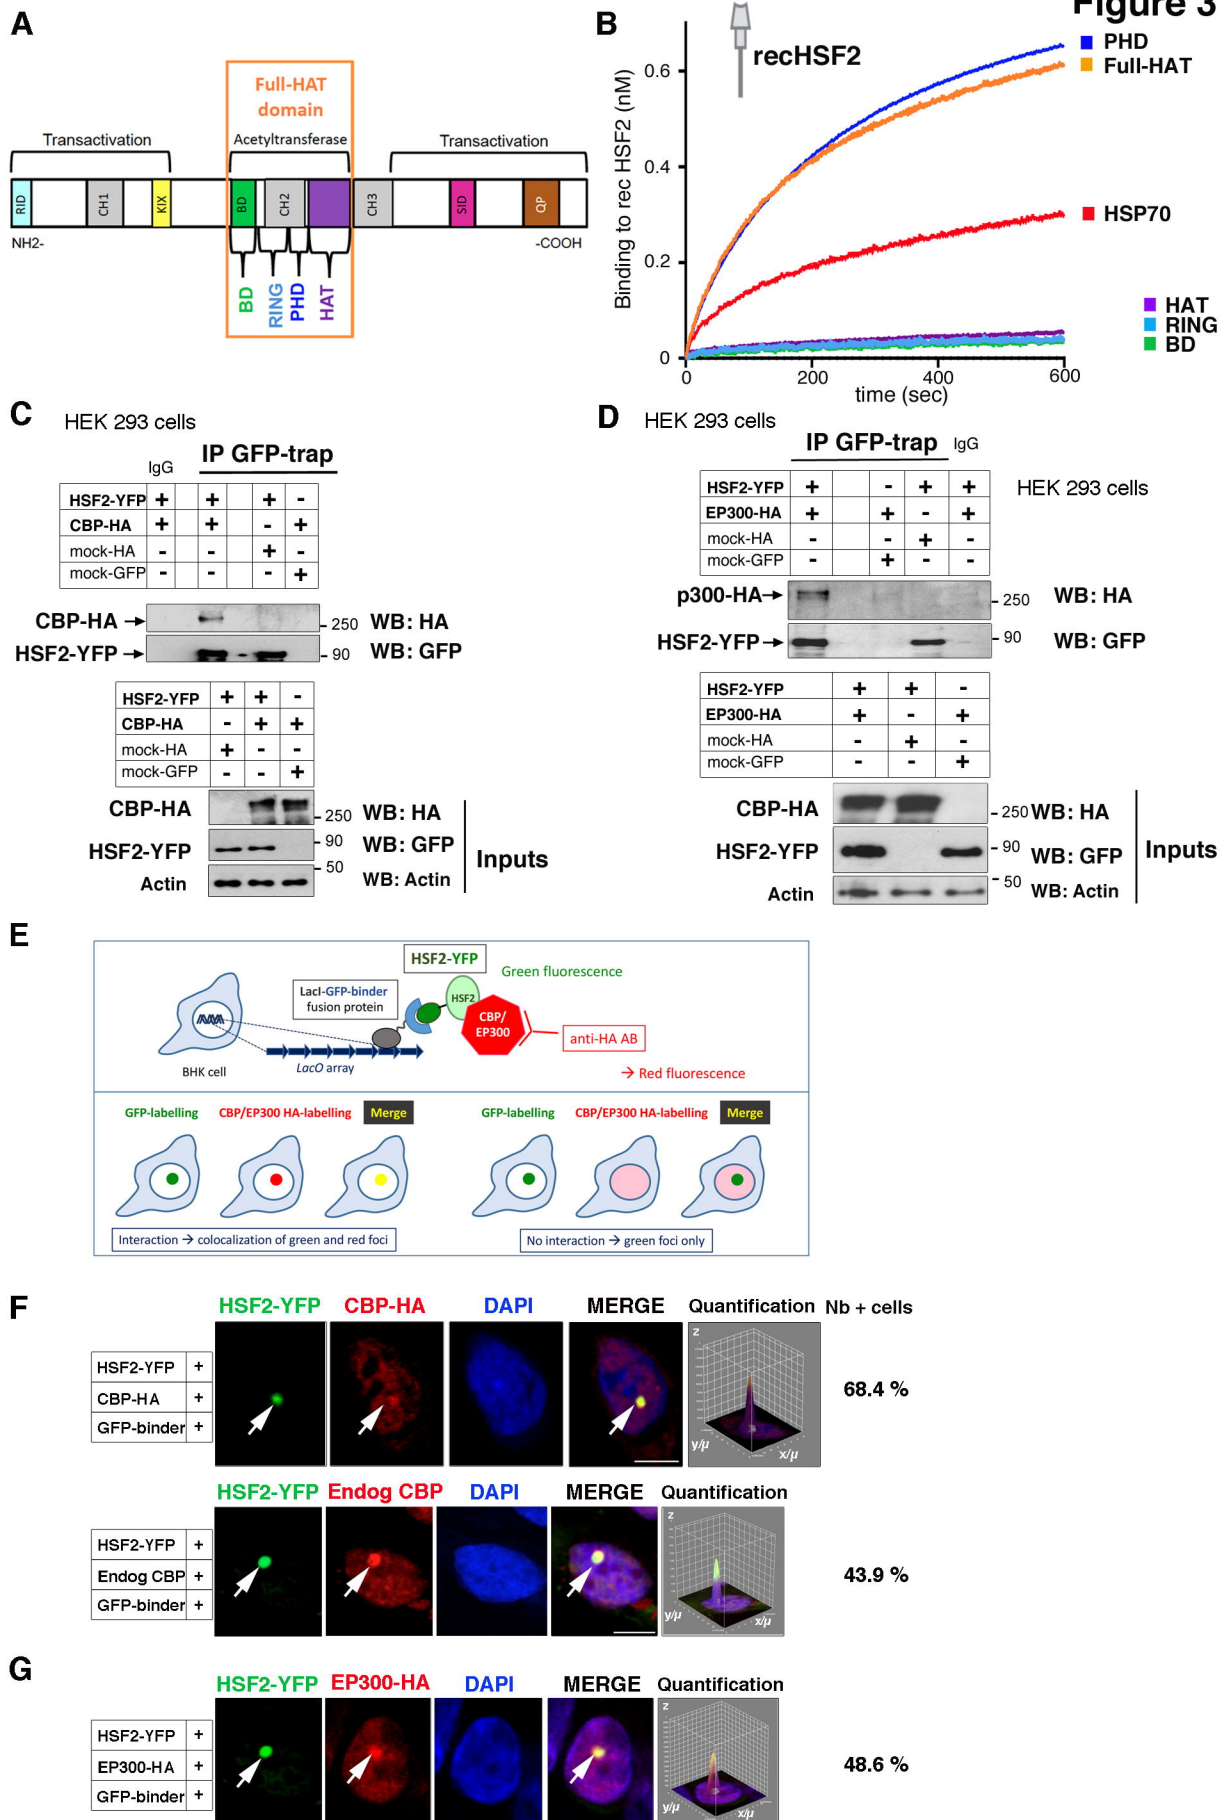 Figure 3
A
Full-HAT
domain
Transactivation
Acetyltransferase
Transactivation
RID
CH1
KIX
BD
CH2
CH3
SID
QP
NH2-
-COOH
BD
RING
PHD
HAT
B
recHSF2
Binding to rec HSF2 (nM)
0.6
0.4
0.2
0
0
200
400
600
time (sec)
PHD
Full-HAT
HSP70
HAT
RING
BD
C
HEK 293 cells
IgG
IP GFP-trap
HSF2-YFP + + + -
CBP-HA + + - +
mock-HA - - + -
mock-GFP - - - +
CBP-HA → - 250 WB: HA
HSF2-YFP → - 90 WB: GFP
HSF2-YFP + + -
CBP-HA - + +
mock-HA + - -
mock-GFP - - +
CBP-HA - 250 WB: HA
HSF2-YFP - 90 WB: GFP
- 50
Actin WB: Actin
Inputs
D
HEK 293 cells
IP GFP-trap IgG
HEK 293 cells
HSF2-YFP + - + +
EP300-HA + + - +
mock-HA - - + -
mock-GFP - + - -
p300-HA → - 250 WB: HA
HSF2-YFP → - 90 WB: GFP
HSF2-YFP + + -
EP300-HA + - +
mock-HA - + -
mock-GFP - - +
CBP-HA - 250 WB: HA
HSF2-YFP - 90 WB: GFP
- 50
Actin WB: Actin
Inputs
E
HSF2-YFP
Green fluorescence
LacI-GFP-binder
fusion protein
HSF2
CBP/
EP300
anti-HA AB
→ Red fluorescence
BHK cell
LacO array
GFP-labelling CBP/EP300 HA-labelling Merge
GFP-labelling CBP/EP300 HA-labelling Merge
Interaction → colocalization of green and red foci
No interaction → green foci only
F
HSF2-YFP CBP-HA DAPI MERGE Quantification Nb + cells
HSF2-YFP +
CBP-HA +
GFP-binder +
z
y/µ
x/µ
68.4 %
HSF2-YFP Endog CBP DAPI MERGE Quantification
HSF2-YFP +
Endog CBP +
GFP-binder +
z
y/µ
x/µ
43.9 %
G
HSF2-YFP EP300-HA DAPI MERGE Quantification
HSF2-YFP +
EP300-HA +
GFP-binder +
z
y/µ
x/µ
48.6 %